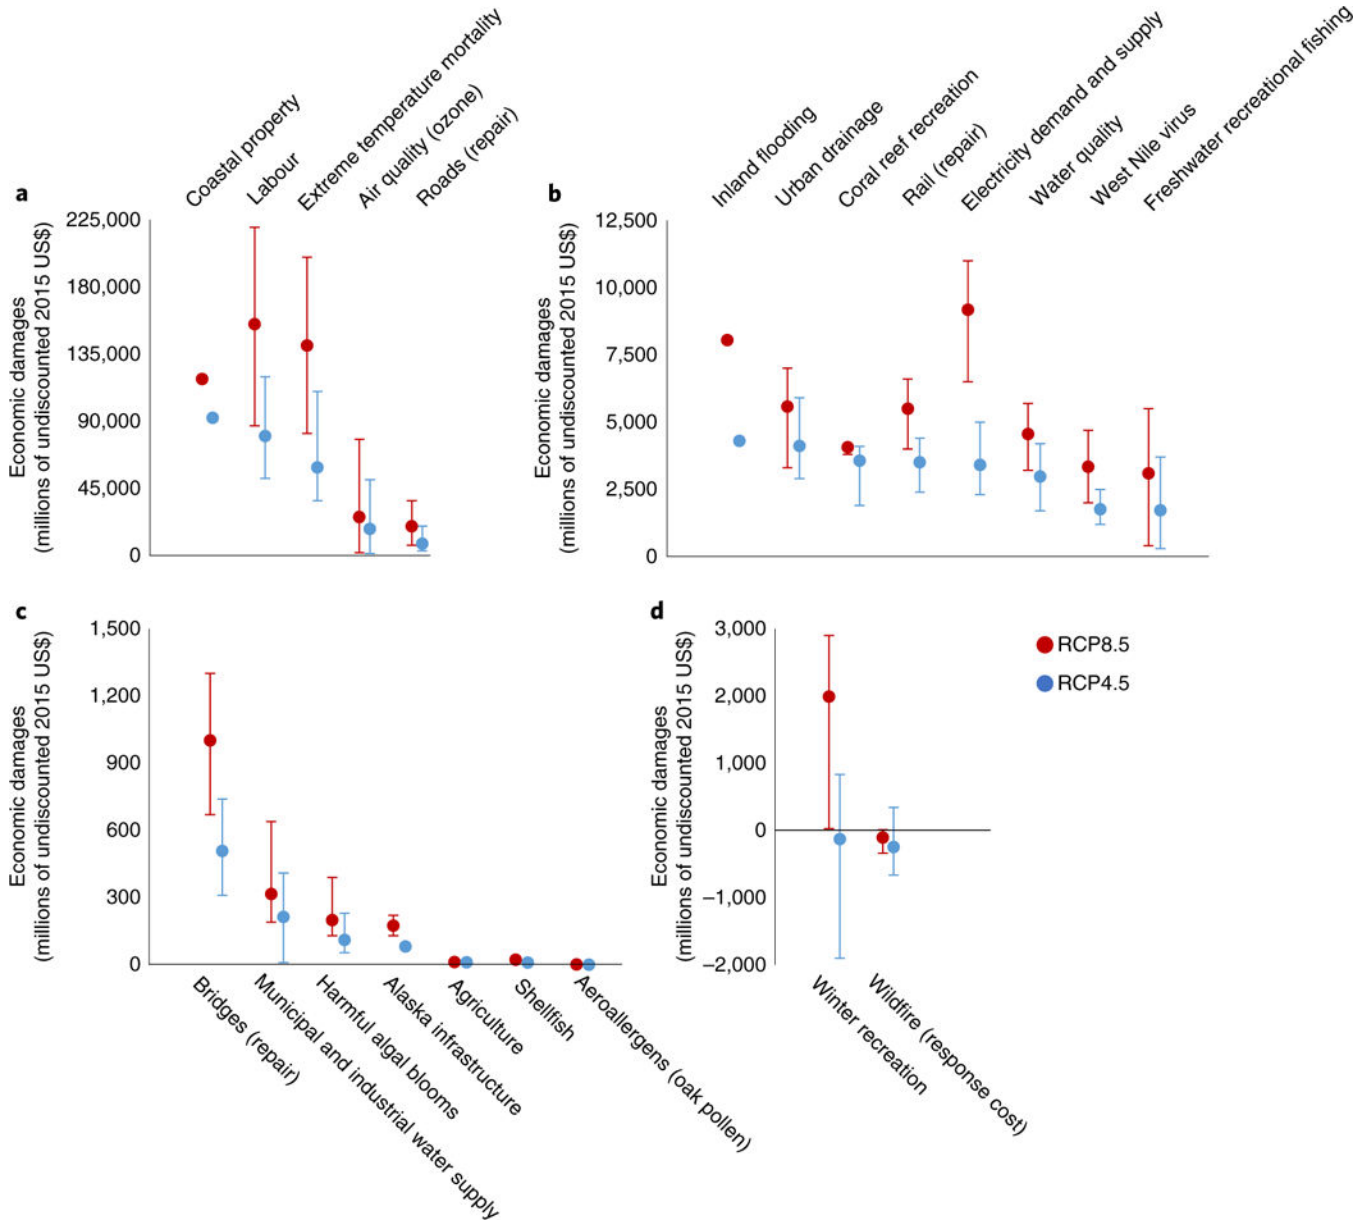 a
Coastal property
Labour
Extreme temperature mortality
Air quality (ozone)
Roads (repair)
Economic damages
(millions of undiscounted 2015 US$)
225,000
180,000
135,000
90,000
45,000
0
b
Inland flooding
Urban drainage
Coral reef recreation
Rail (repair)
Electricity demand and supply
Water quality
West Nile virus
Freshwater recreational fishing
Economic damages
(millions of undiscounted 2015 US$)
12,500
10,000
7,500
5,000
2,500
0
c
Economic damages
(millions of undiscounted 2015 US$)
1,500
1,200
900
600
300
0
Bridges (repair)
Municipal and industrial water supply
Harmful algal blooms
Alaska infrastructure
Agriculture
Shellfish
Aeroallergens (oak pollen)
d
Economic damages
(millions of undiscounted 2015 US$)
3,000
2,000
1,000
0
−1,000
−2,000
Winter recreation
Wildfire (response cost)
RCP8.5
RCP4.5